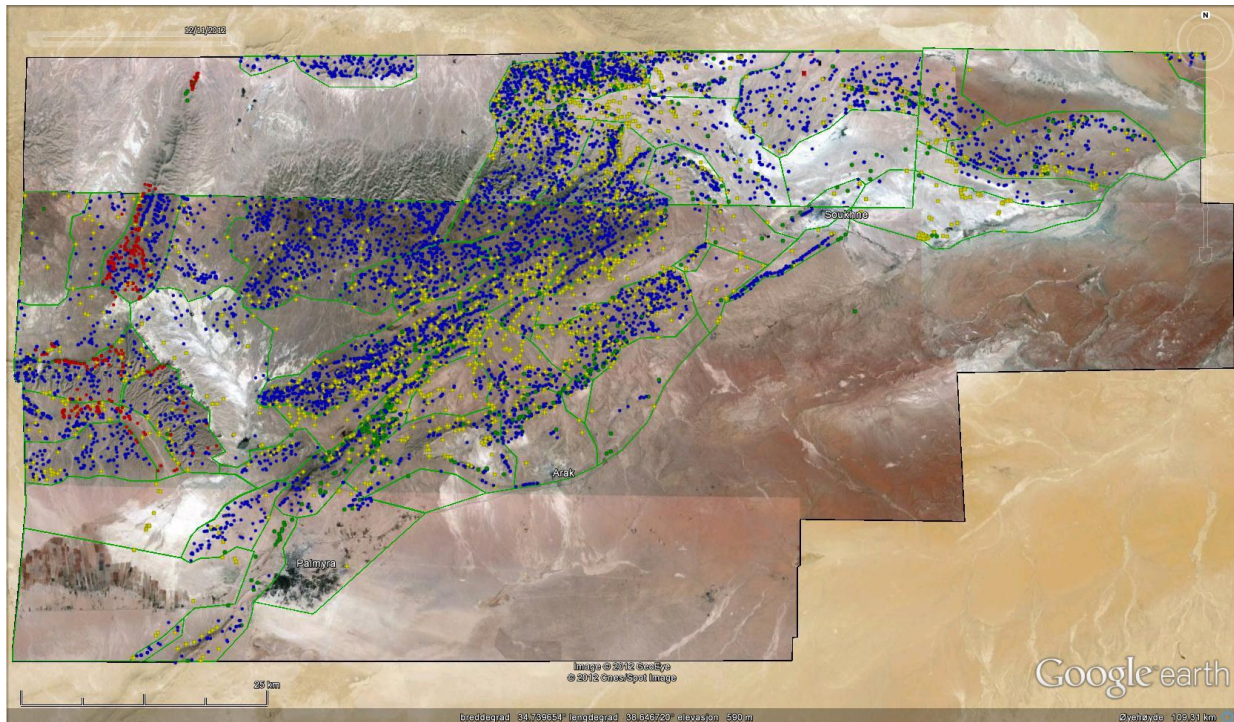 12/11/2012
N
Soukhne
Arak
Palmyra
Image © 2012 GeoEye
© 2012 Cnes/Spot Image
25 km
Google earth
breddegrad 34.739654° lengdegrad 38.646720° elevasjon 590 m
Øyehøyde 109.31 km